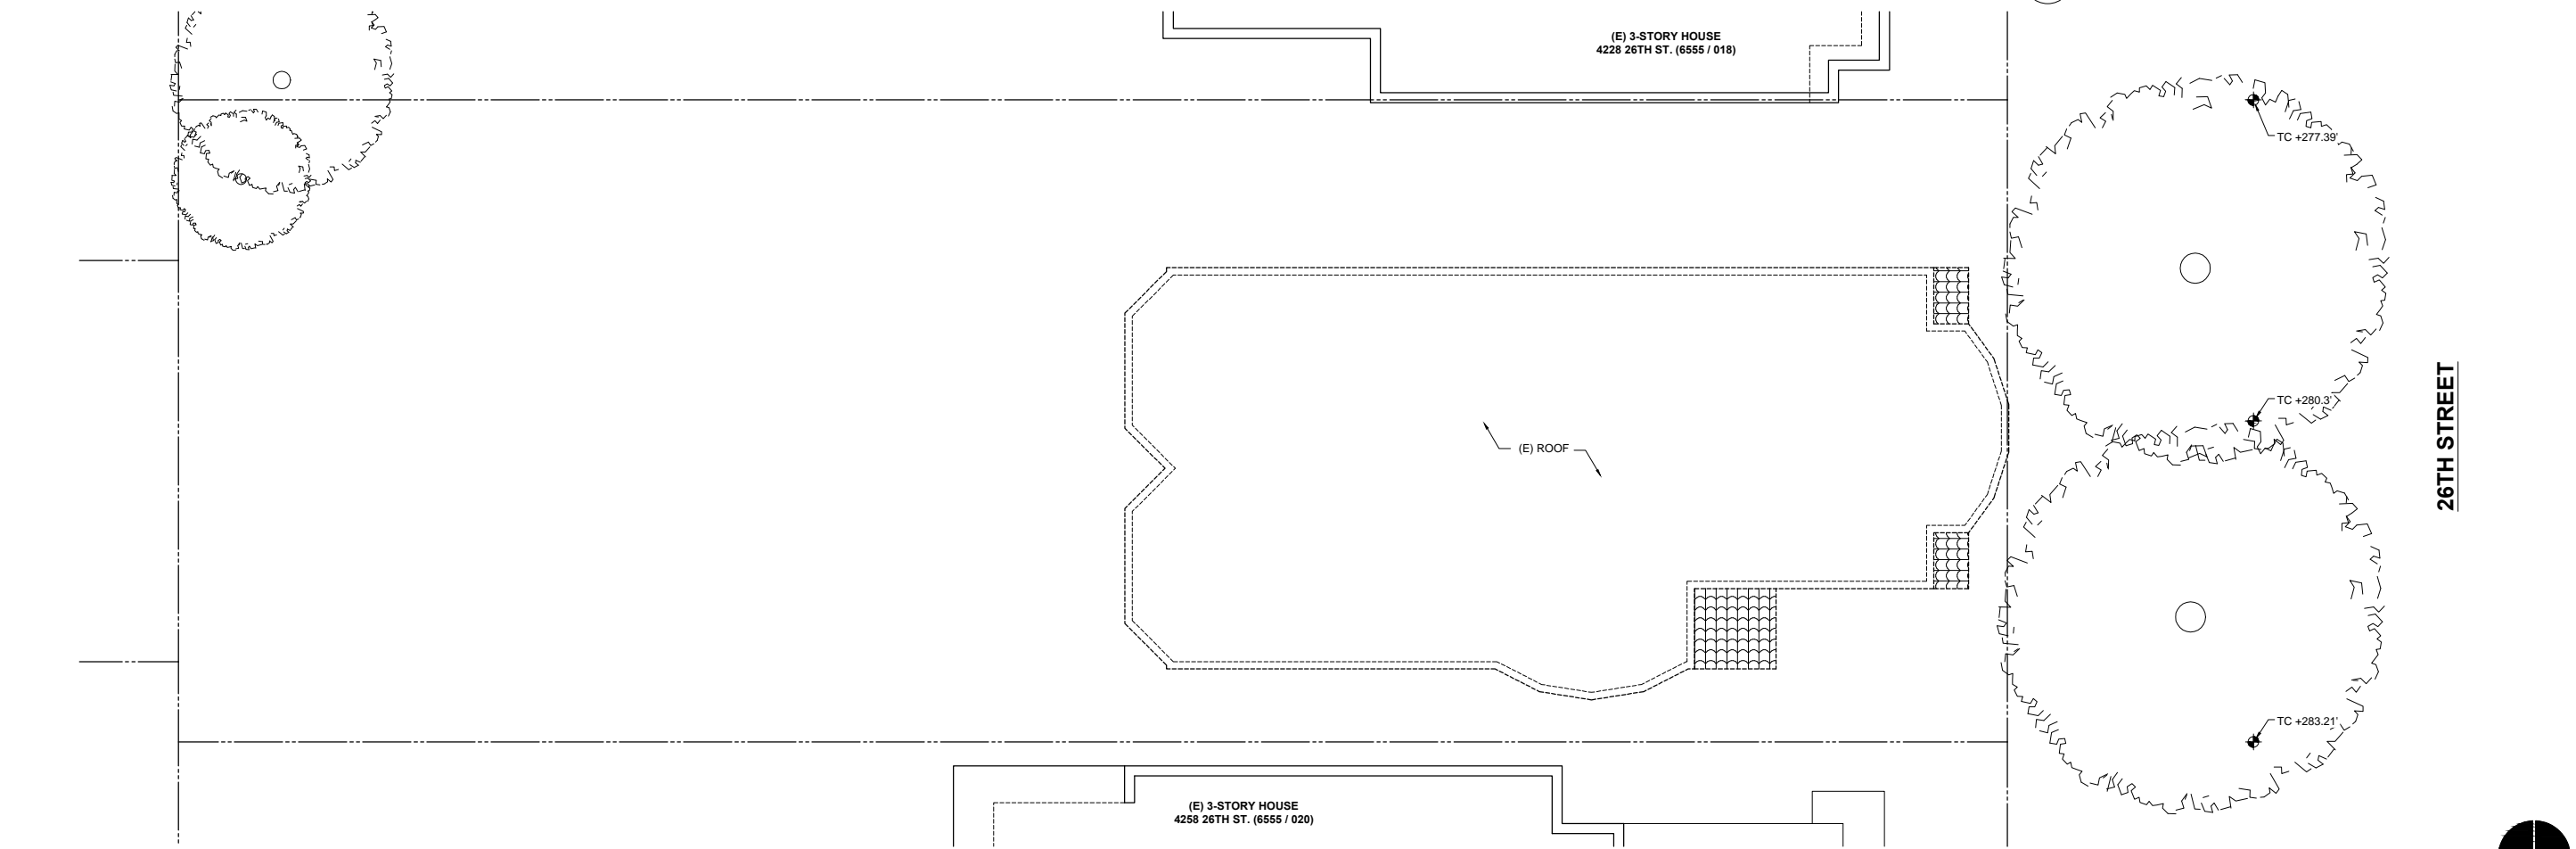 (E) 3-STORY HOUSE
4228 26TH ST. (6555 / 018)
TC +277.39'
TC +280.3'
26TH STREET
(E) ROOF
TC +283.21'
(E) 3-STORY HOUSE
4258 26TH ST. (6555 / 020)